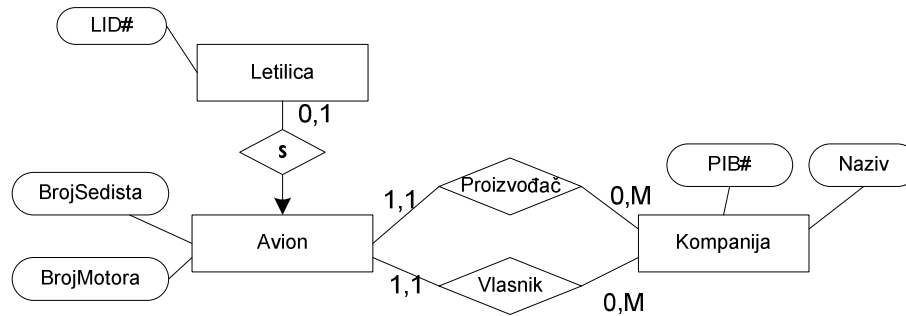 LID#
Letilica
0,1
S
PIB#
Naziv
BrojSedista
Proizvođač
1,1
0,M
Avion
Kompanija
BrojMotora
1,1
Vlasnik
0,M